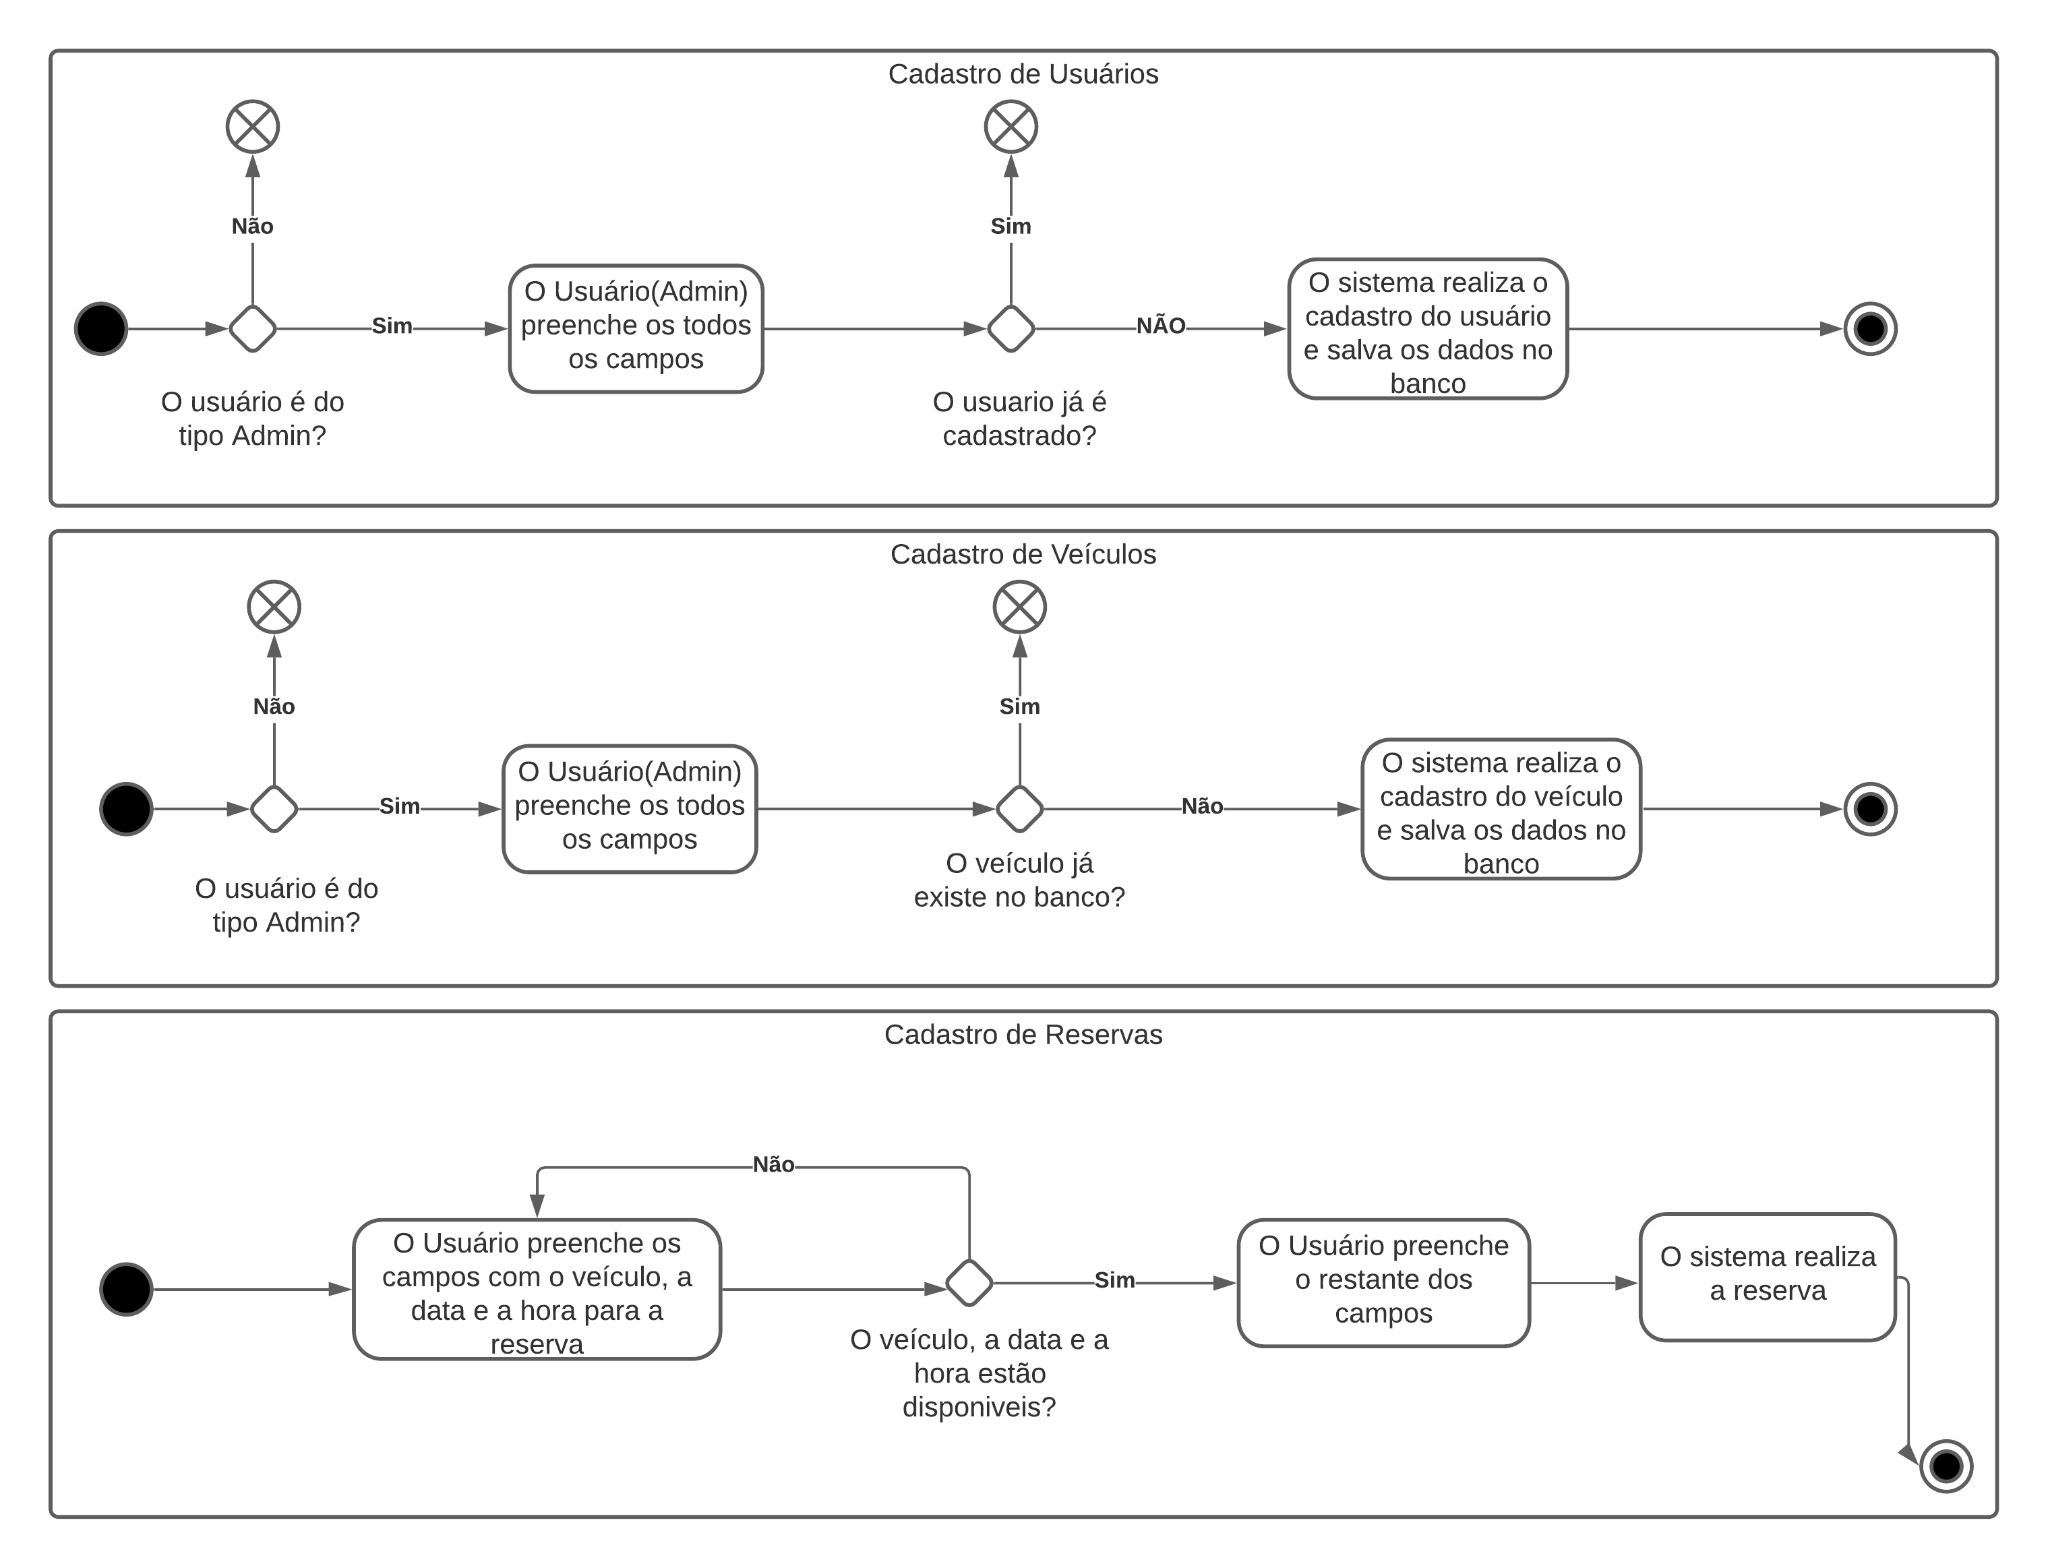 Cadastro de Usuários
Não
Sim
Sim
O Usuário(Admin)
preenche os todos
os campos
NÃO
O sistema realiza o
cadastro do usuário
e salva os dados no
banco
O usuário é do
tipo Admin?
O usuario já é
cadastrado?
Cadastro de Veículos
Não
Sim
Sim
O Usuário(Admin)
preenche os todos
os campos
Não
O sistema realiza o
cadastro do veículo
e salva os dados no
banco
O usuário é do
tipo Admin?
O veículo já
existe no banco?
Cadastro de Reservas
Não
O Usuário preenche os
campos com o veículo, a
data e a hora para a
reserva
Sim
O Usuário preenche
o restante dos
campos
O sistema realiza
a reserva
O veículo, a data e a
hora estão
disponiveis?